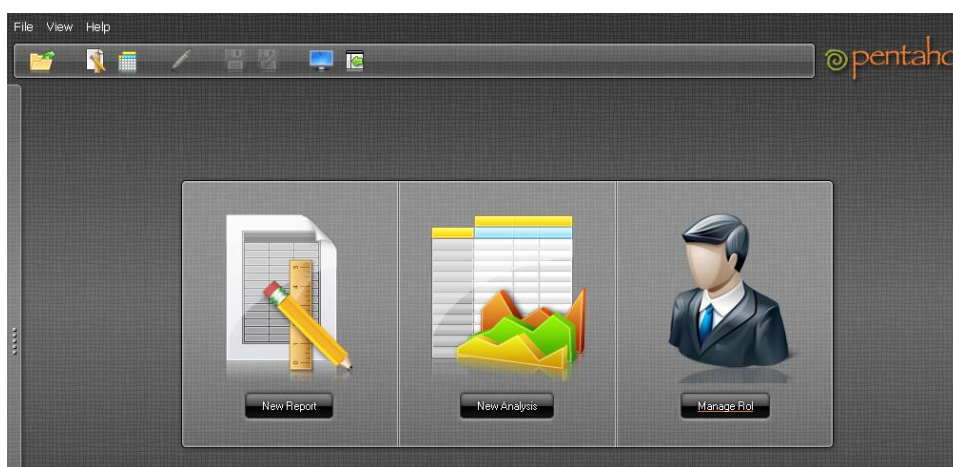 File View Help
pentaho
New Report
New Analysis
Manage Rol